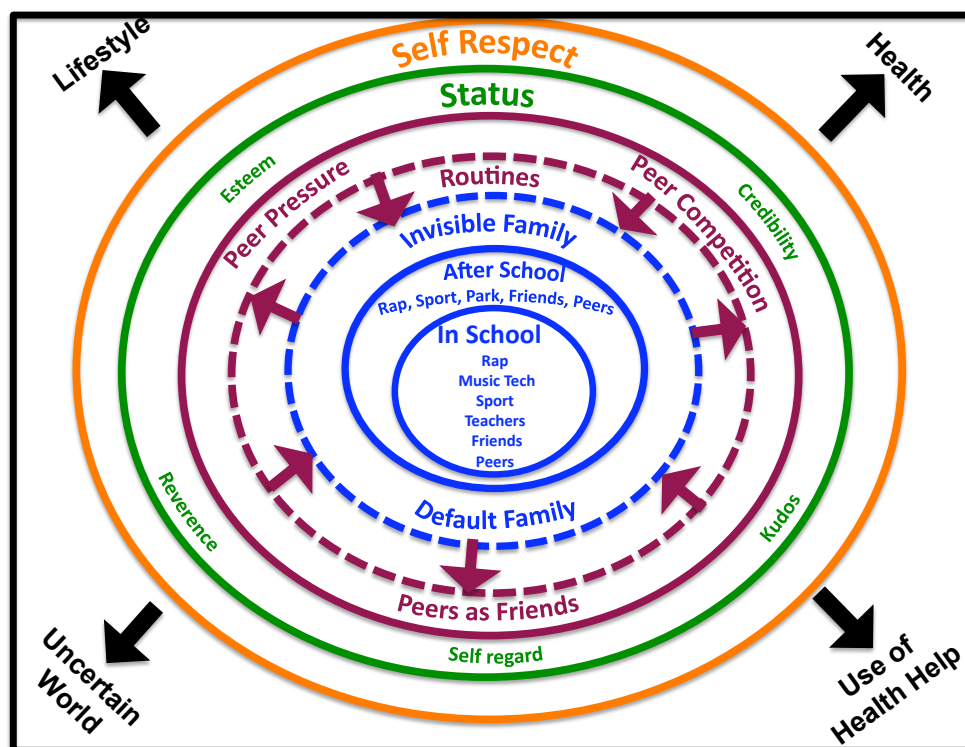 Lifestyle
Health
Self Respect
Status
Esteem
Credibility
Peer Pressure
Routines
Peer Competition
Invisible Family
After School
Rap, Sport, Park, Friends, Peers
In School
Rap
Music Tech
Sport
Teachers
Friends
Peers
Reverence
Default Family
Kudos
Peers as Friends
Self regard
Uncertain
World
Use of
Health Help